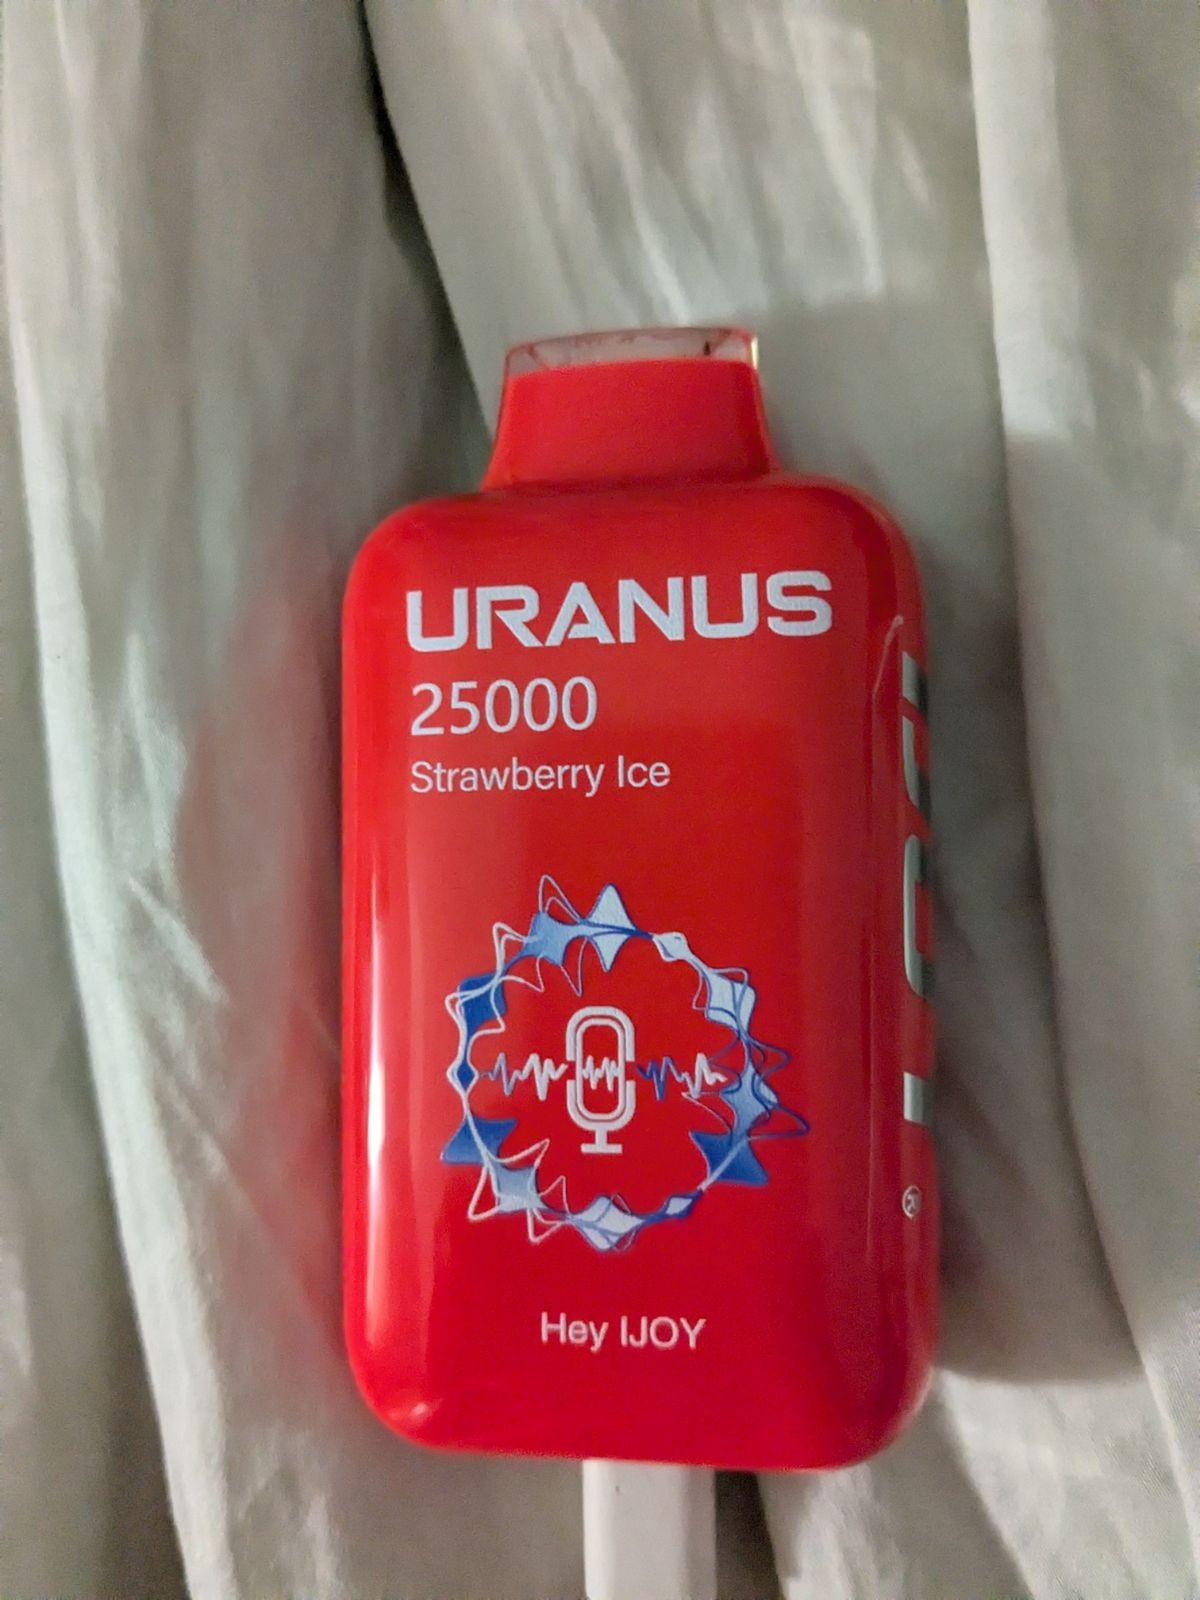 URANUS
25000
Strawberry Ice
Hey IJOY